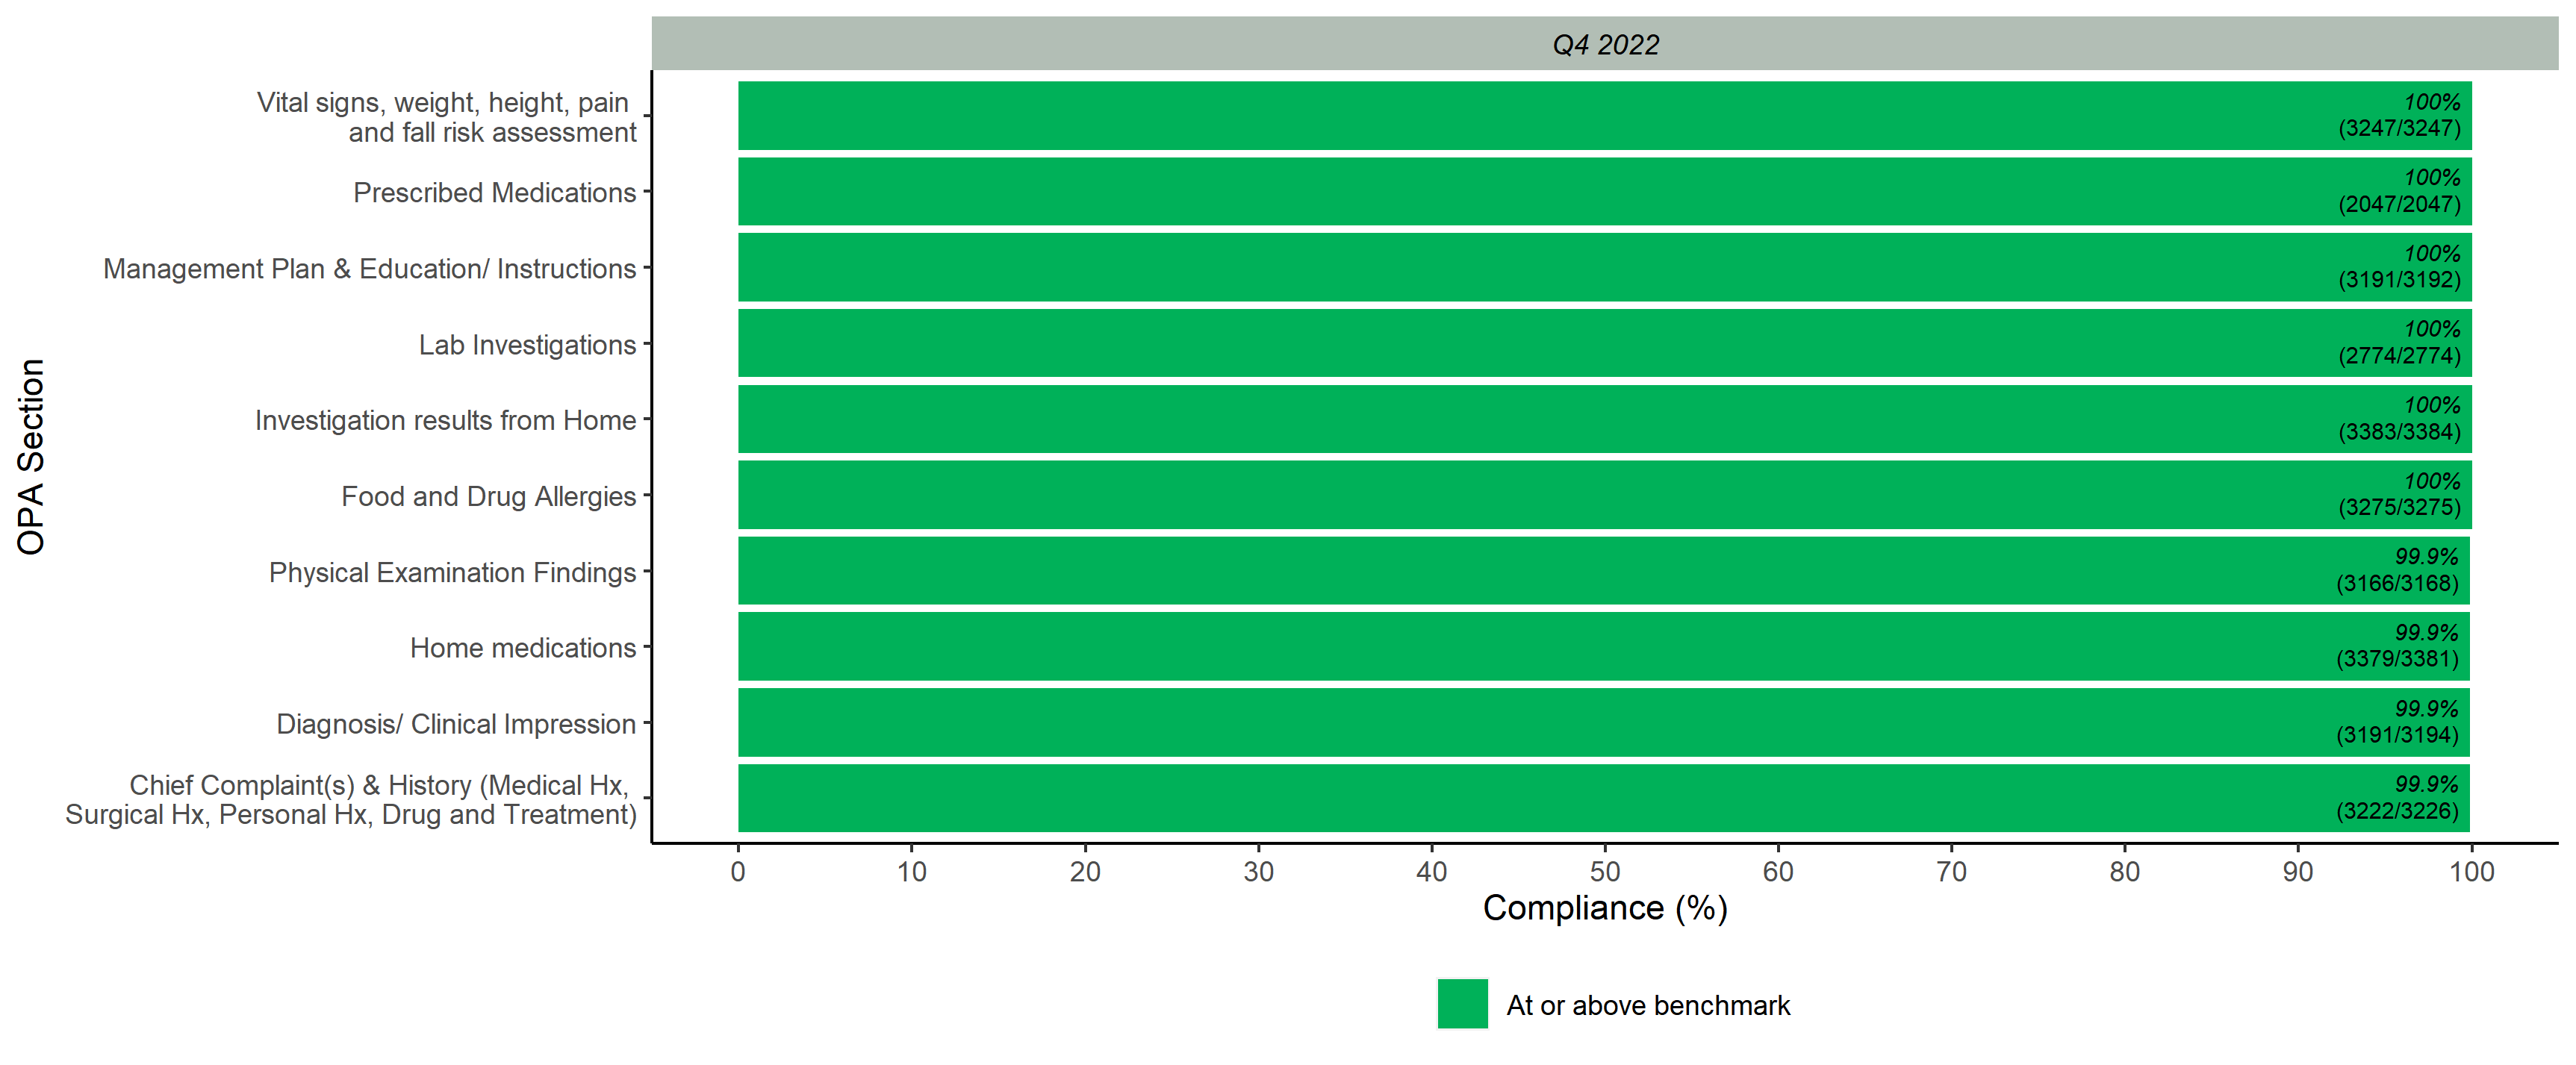 Q4 2022
Vital signs, weight, height, pain
and fall risk assessment
100%
(3247/3247)
Prescribed Medications
100%
(2047/2047)
Management Plan & Education/ Instructions
100%
(3191/3192)
Lab Investigations
100%
(2774/2774)
Investigation results from Home
100%
(3383/3384)
Food and Drug Allergies
100%
(3275/3275)
Physical Examination Findings
99.9%
(3166/3168)
Home medications
99.9%
(3379/3381)
Diagnosis/ Clinical Impression
99.9%
(3191/3194)
Chief Complaint(s) & History (Medical Hx,
Surgical Hx, Personal Hx, Drug and Treatment)
99.9%
(3222/3226)
OPA Section
0 10 20 30 40 50 60 70 80 90 100
Compliance (%)
At or above benchmark